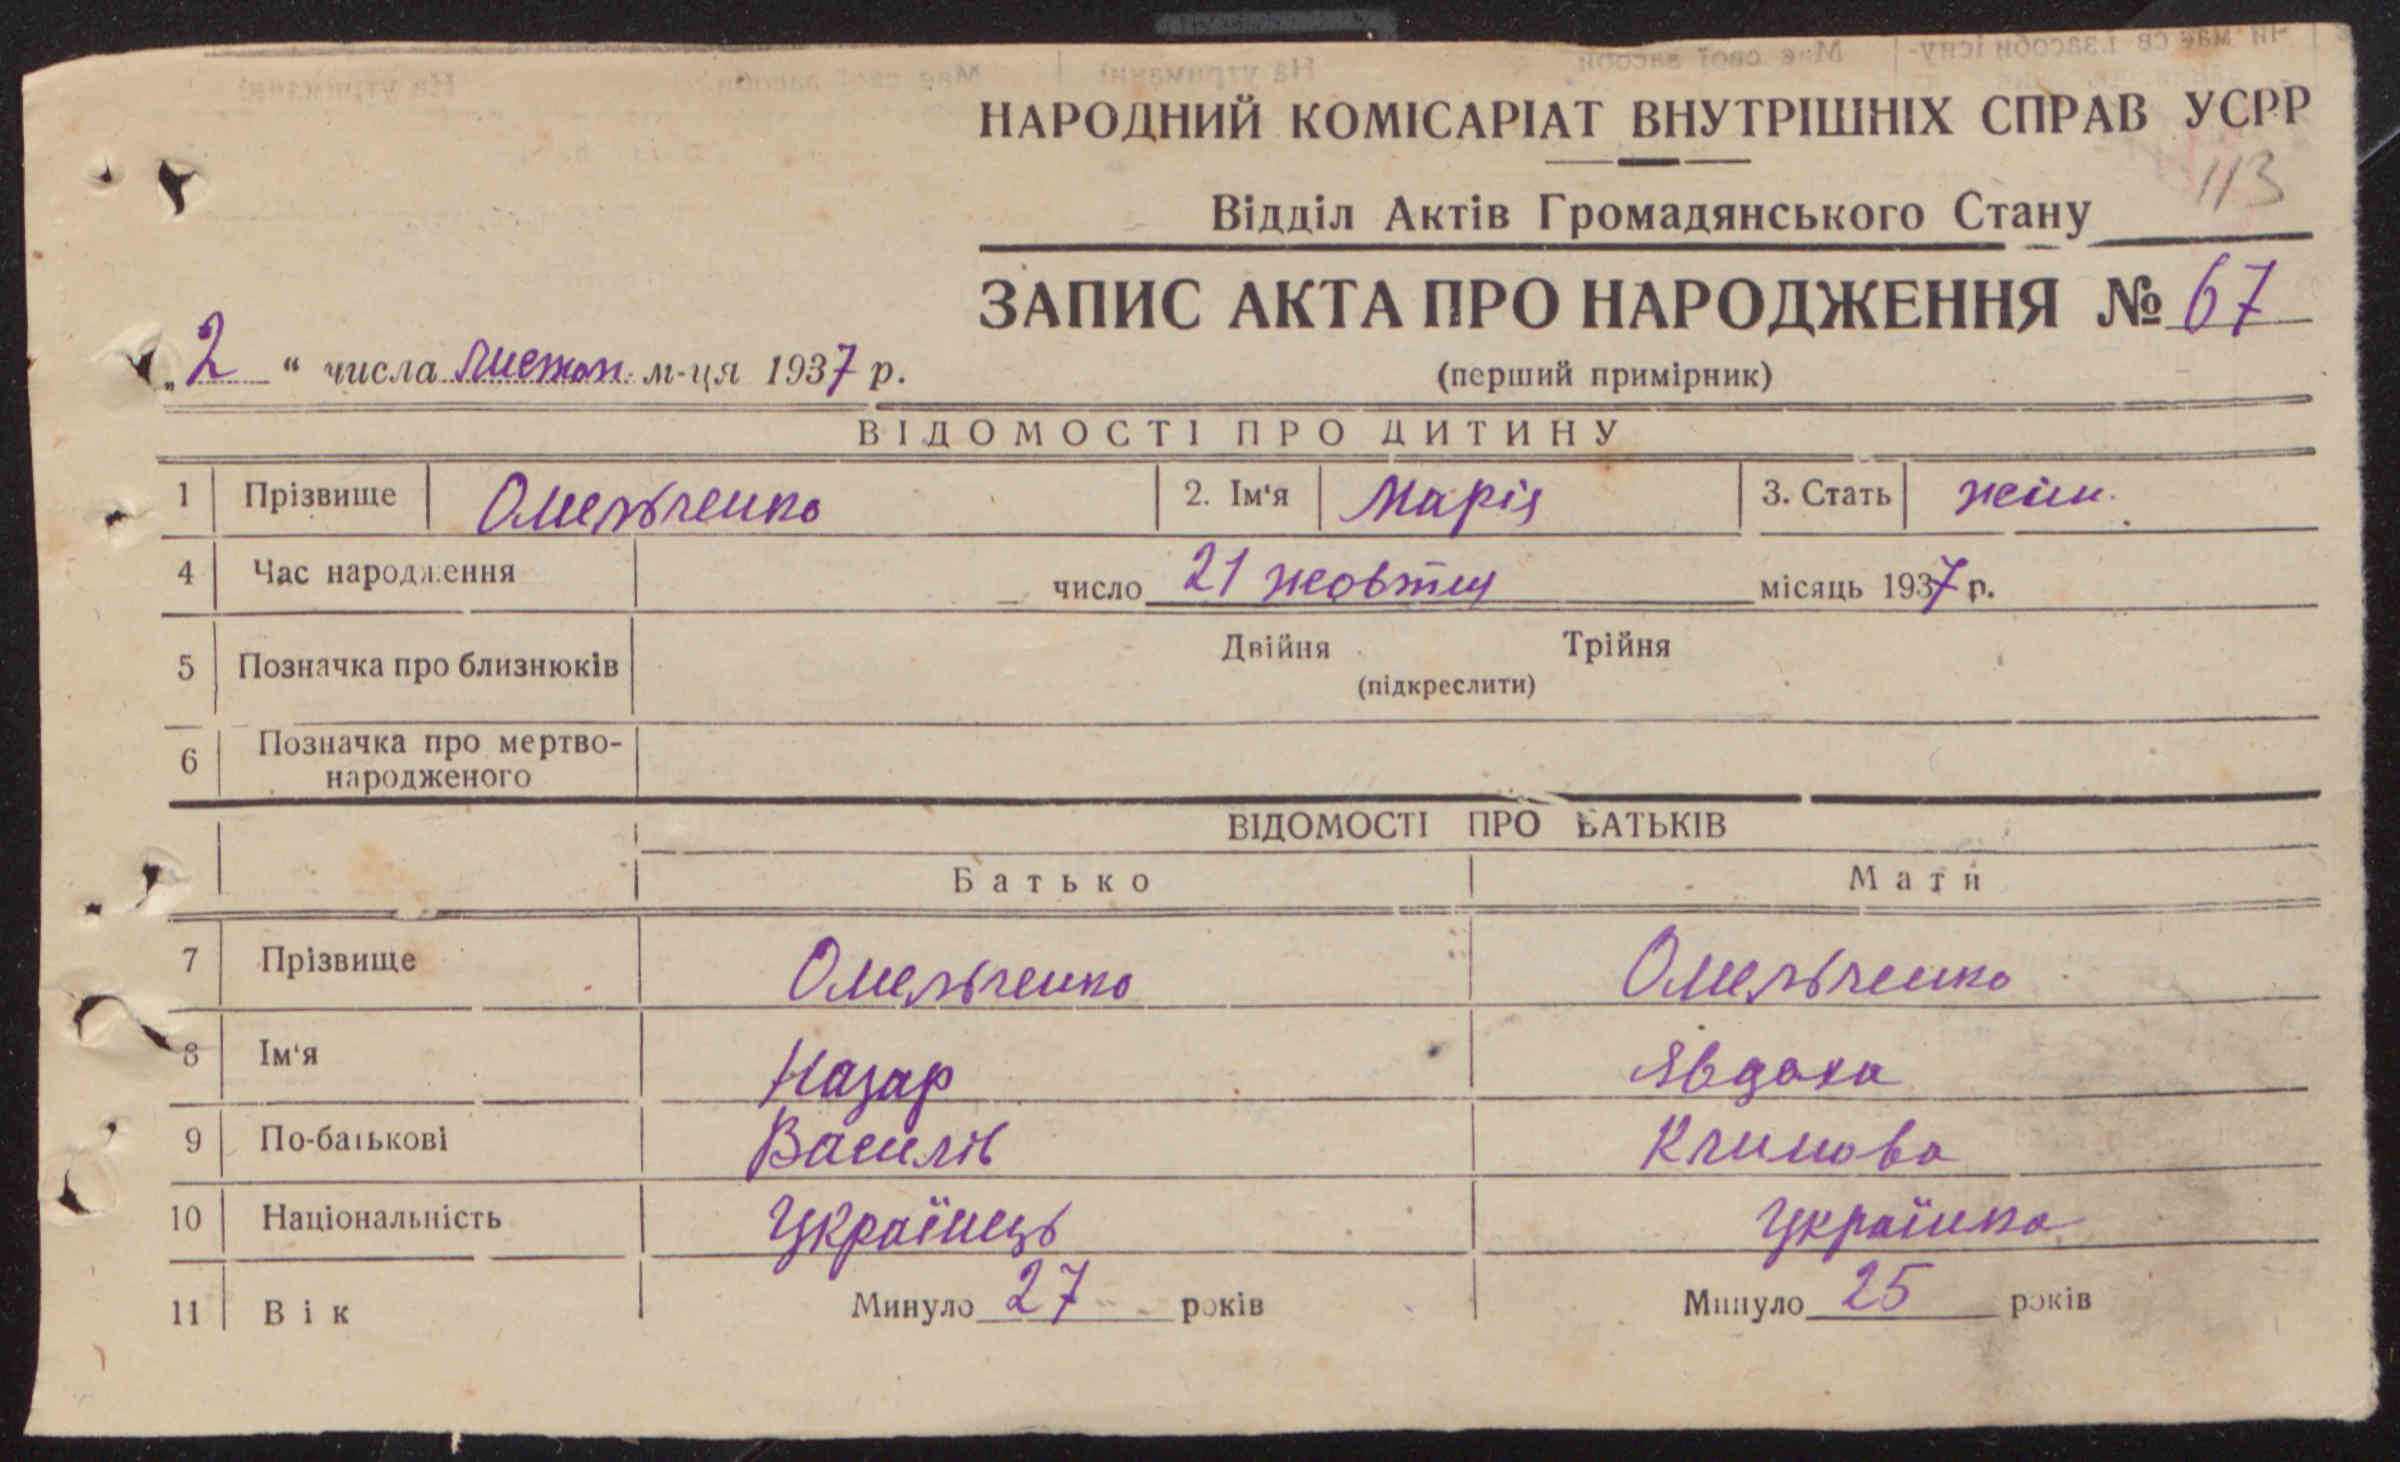 НАРОДНИЙ КОМІСАРІАТ ВНУТРІШНІХ СПРАВ УСРР
113
Відділ Актів Громадянського Стану
ЗАПИС АКТА ПРО НАРОДЖЕННЯ № 67
„2“ числа листоп. м-ця 1937 р.
(перший примірник)
ВІДОМОСТІ ПРО ДИТИНУ
1 Прізвище Омельченко 2. Ім‘я Марія 3. Стать жін.
4 Час народження число 21 жовтня місяць 1937 р.
5 Позначка про близнюків Двійня Трійня
(підкреслити)
6 Позначка про мертво-
народженого
ВІДОМОСТІ ПРО БАТЬКІВ
Батько Мати
7 Прізвище Омельченко Омельченко
8 Ім‘я Назар Явдоха
9 По-батькові Василів Климова
10 Національність Українець Українка
11 Вік Минуло 27 років Минуло 25 років